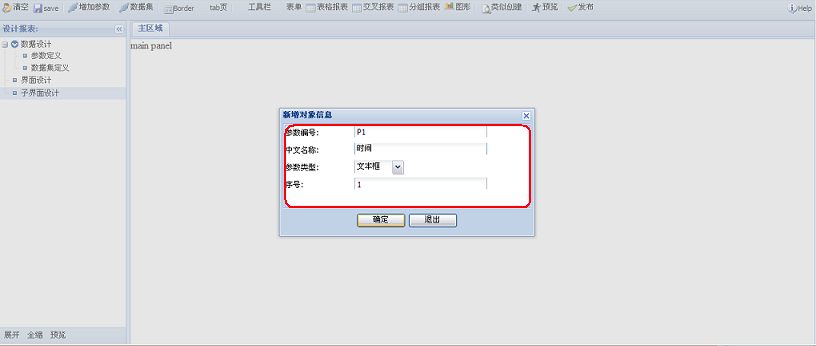 清空 save 增加参数 数据集 Border tab页 工具栏 表单 表格报表 交叉报表 分组报表 图形 类似创建 预览 发布 Help
设计报表:
主区域
数据设计
main panel
参数定义
数据集定义
界面设计
子界面设计
新增对象信息
参数编号: P1
中文名称: 时间
参数类型: 文本框
序号: 1
确定 退出
展开 全缩 预览